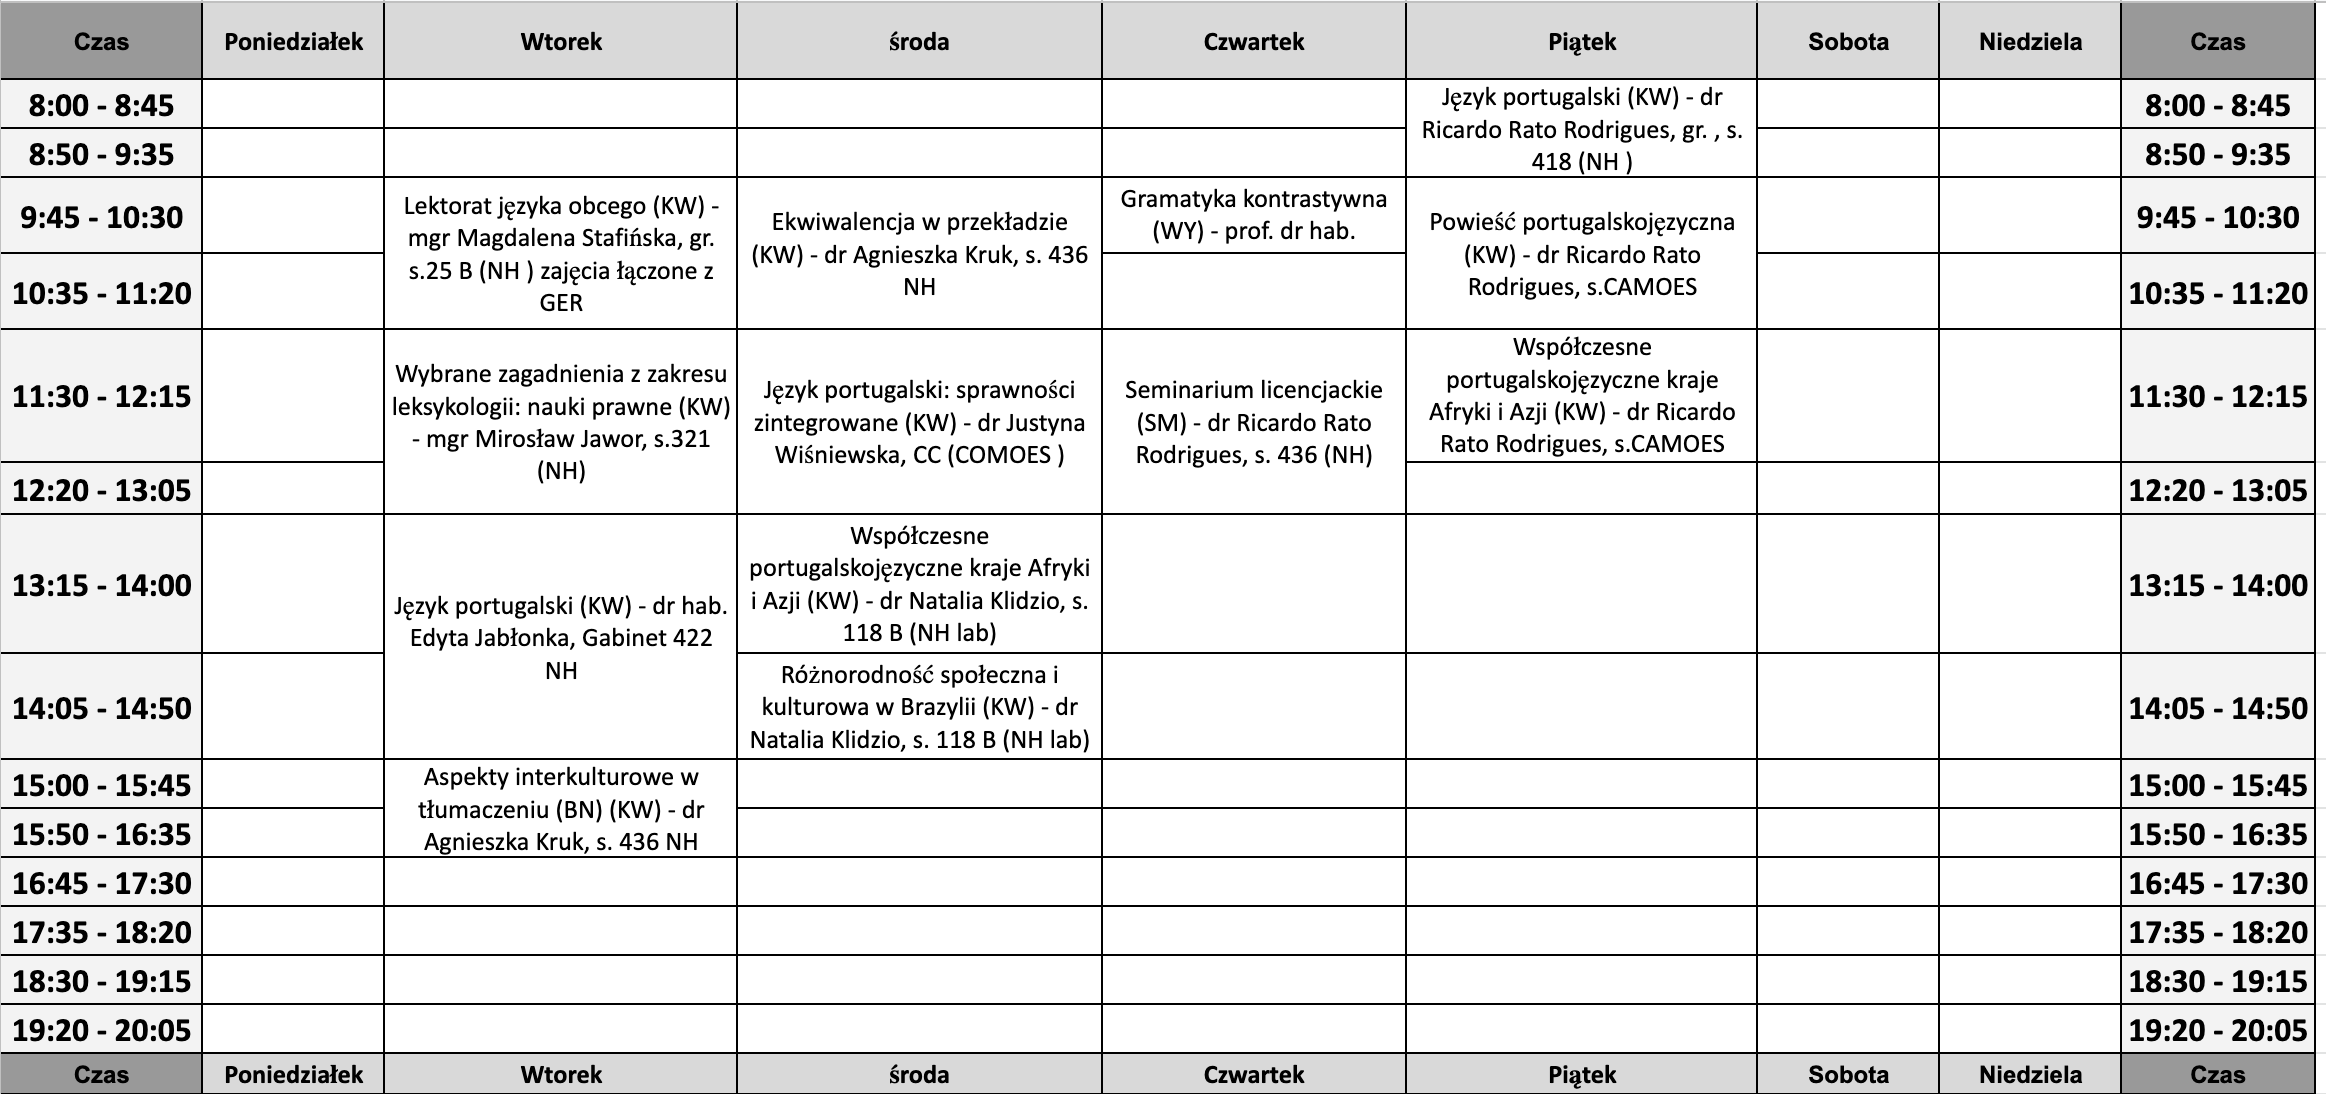 Czas Poniedziałek Wtorek środa Czwartek Piątek Sobota Niedziela Czas
8:00 - 8:45
Język portugalski (KW) - dr
Ricardo Rato Rodrigues, gr. , s.
418 (NH )
8:00 - 8:45
8:50 - 9:35
8:50 - 9:35
9:45 - 10:30
Lektorat języka obcego (KW) -
mgr Magdalena Stafińska, gr.
s.25 B (NH ) zajęcia łączone z
GER
Ekwiwalencja w przekładzie
(KW) - dr Agnieszka Kruk, s. 436
NH
Gramatyka kontrastywna
(WY) - prof. dr hab.
Powieść portugalskojęzyczna
(KW) - dr Ricardo Rato
Rodrigues, s.CAMOES
9:45 - 10:30
10:35 - 11:20
10:35 - 11:20
11:30 - 12:15
Wybrane zagadnienia z zakresu
leksykologii: nauki prawne (KW)
- mgr Mirosław Jawor, s.321
(NH)
Język portugalski: sprawności
zintegrowane (KW) - dr Justyna
Wiśniewska, CC (COMOES )
Seminarium licencjackie
(SM) - dr Ricardo Rato
Rodrigues, s. 436 (NH)
Współczesne
portugalskojęzyczne kraje
Afryki i Azji (KW) - dr Ricardo
Rato Rodrigues, s.CAMOES
11:30 - 12:15
12:20 - 13:05
12:20 - 13:05
13:15 - 14:00
Język portugalski (KW) - dr hab.
Edyta Jabłonka, Gabinet 422
NH
Współczesne
portugalskojęzyczne kraje Afryki
i Azji (KW) - dr Natalia Klidzio, s.
118 B (NH lab)
13:15 - 14:00
14:05 - 14:50
Różnorodność społeczna i
kulturowa w Brazylii (KW) - dr
Natalia Klidzio, s. 118 B (NH lab)
14:05 - 14:50
15:00 - 15:45
Aspekty interkulturowe w
tłumaczeniu (BN) (KW) - dr
Agnieszka Kruk, s. 436 NH
15:00 - 15:45
15:50 - 16:35
15:50 - 16:35
16:45 - 17:30
16:45 - 17:30
17:35 - 18:20
17:35 - 18:20
18:30 - 19:15
18:30 - 19:15
19:20 - 20:05
19:20 - 20:05
Czas Poniedziałek Wtorek środa Czwartek Piątek Sobota Niedziela Czas